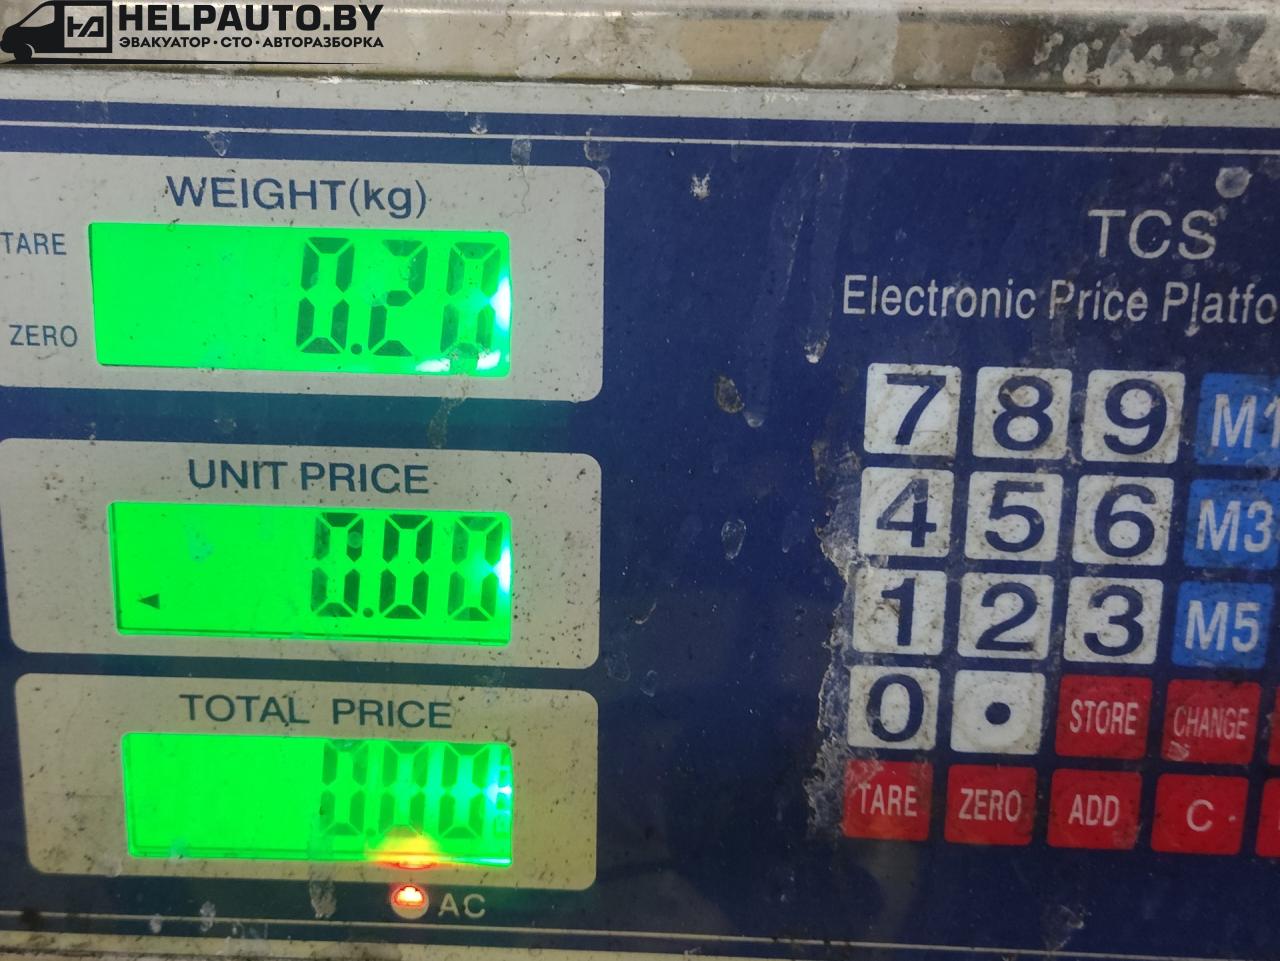 HELPAUTO.BY
ЭВАКУАТОР·СТО·АВТОРАЗБОРКА
WEIGHT(kg)
TARE
0.20
ZERO
UNIT PRICE
0.00
TOTAL PRICE
0.00
AC
TCS
Electronic Price Platfo
7 8 9 M1
4 5 6 M3
1 2 3 M5
0 • STORE CHANGE
TARE ZERO ADD C